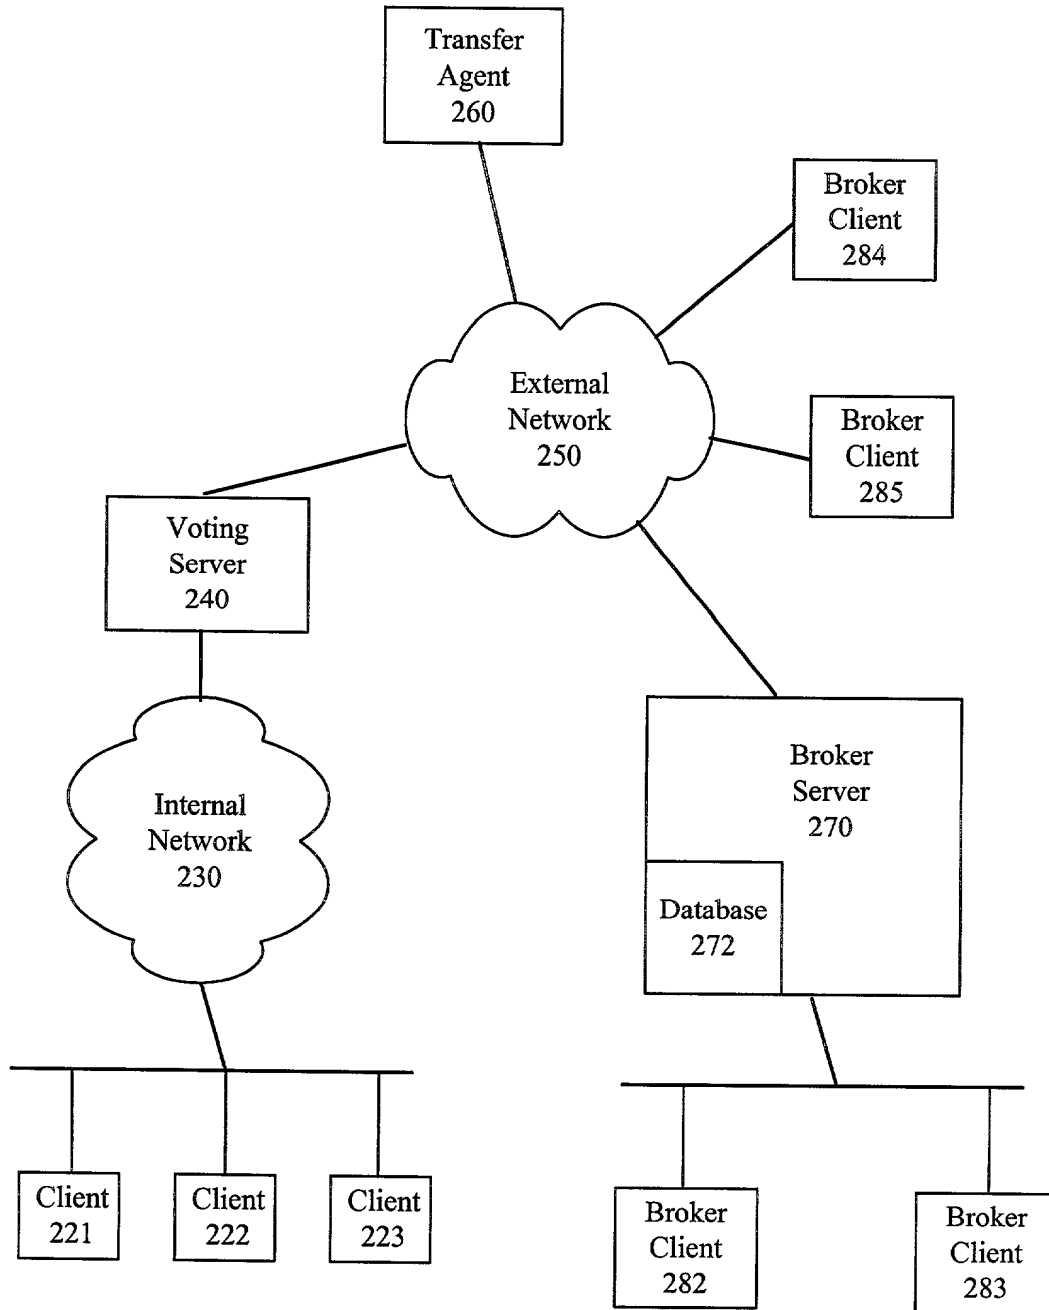 Transfer
Agent
260
Broker
Client
284
External
Network
250
Broker
Client
285
Voting
Server
240
Broker
Server
270
Internal
Network
230
Database
272
Client
221
Client
222
Client
223
Broker
Client
282
Broker
Client
283